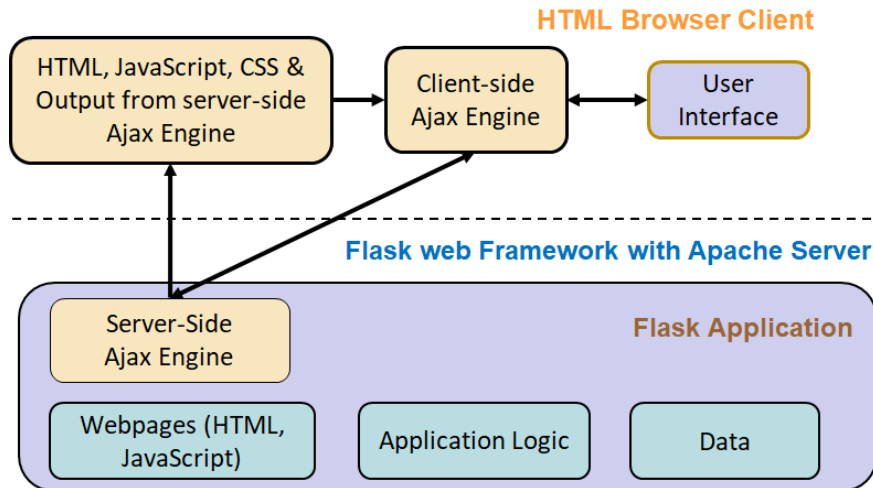 HTML Browser Client
HTML, JavaScript, CSS &
Output from server-side
Ajax Engine
Client-side
Ajax Engine
User
Interface
Flask web Framework with Apache Server
Server-Side
Ajax Engine
Flask Application
Webpages (HTML,
JavaScript)
Application Logic
Data